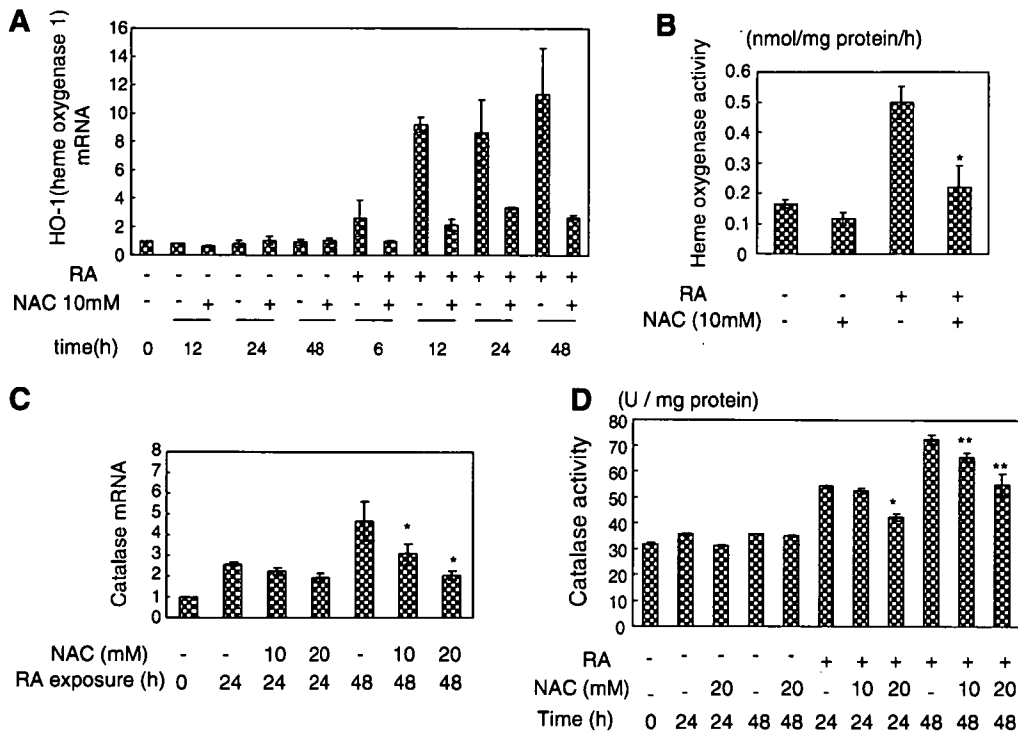 A
HO-1(heme oxygenase 1)
mRNA
16
14
12
10
8
6
4
2
0
RA - - - - - - - + + + + + + + +
NAC 10mM - - + - + - + - + - + - + - +
time(h) 0 12 24 48 6 12 24 48
B
(nmol/mg protein/h)
Heme oxygenase activiry
0.6
0.5
0.4
0.3
0.2
0.1
0
*
RA - - + +
NAC (10mM) - + - +
C
Catalase mRNA
8
7
6
5
4
3
2
1
0
* *
NAC (mM) - - 10 20 - 10 20
RA exposure (h) 0 24 24 24 48 48 48
D
(U / mg protein)
Catalase activity
80
70
60
50
40
30
20
10
0
* ** **
RA - - - - - + + + + + +
NAC (mM) - - 20 - 20 - 10 20 - 10 20
Time (h) 0 24 24 48 48 24 24 24 48 48 48